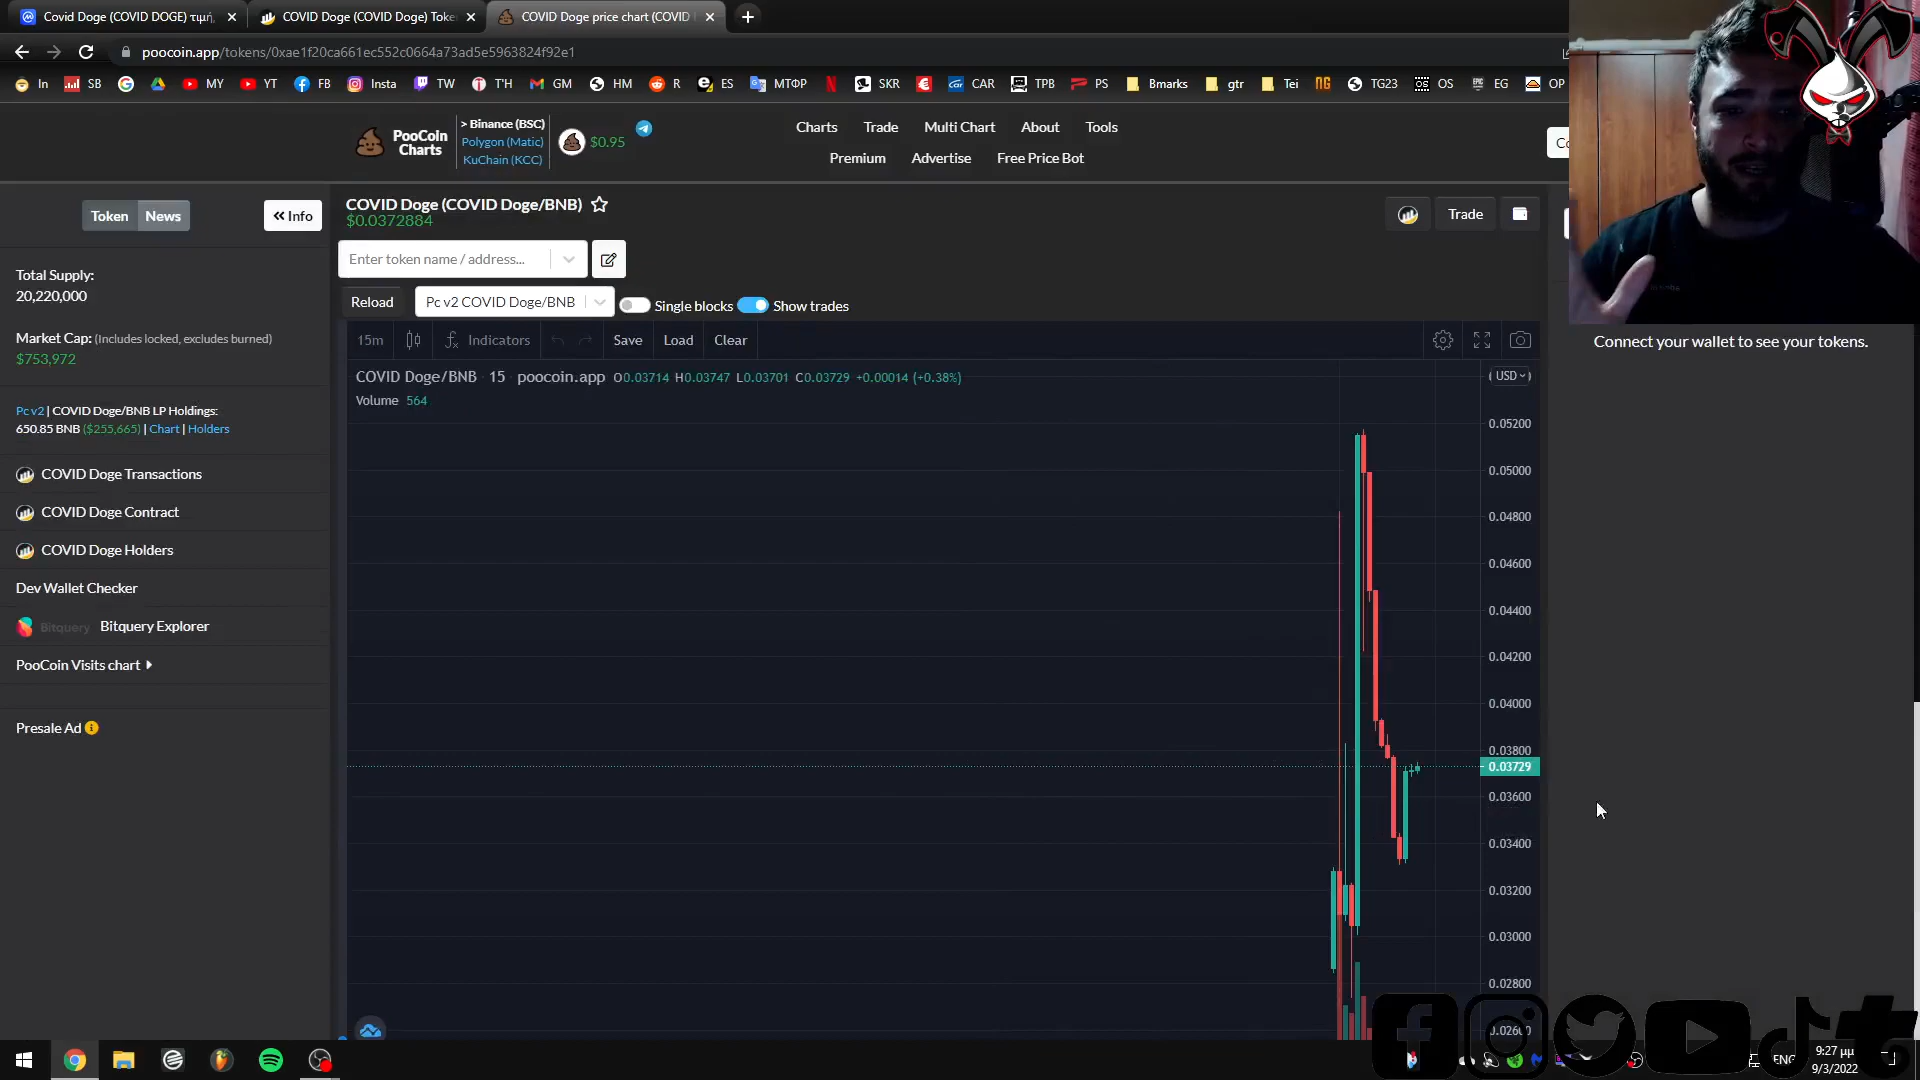 Covid Doge (COVID DOGE) τιμή,
COVID Doge (COVID Doge) Toke
COVID Doge price chart (COVID
poocoin.app/tokens/0xae1f20ca661ec552c0664a73ad5e5963824f92e1
In SB MY YT FB Insta TW T'H GM HM R ES ΜΤΦΡ SKR CAR TPB PS Bmarks gtr Tei NG TG23 OS EG OP
PooCoin Charts
> Binance (BSC)
Polygon (Matic)
KuChain (KCC)
$0.95
Charts Trade Multi Chart About Tools
Premium Advertise Free Price Bot
Token News
Info
Total Supply:
20,220,000
Market Cap: (Includes locked, excludes burned)
$753,972
Pc v2 | COVID Doge/BNB LP Holdings:
650.85 BNB ($255,665) | Chart | Holders
COVID Doge Transactions
COVID Doge Contract
COVID Doge Holders
Dev Wallet Checker
Bitquery Bitquery Explorer
PooCoin Visits chart
Presale Ad
COVID Doge (COVID Doge/BNB)
$0.0372884
Trade
Enter token name / address...
Reload Pc v2 COVID Doge/BNB Single blocks Show trades
15m Indicators Save Load Clear
COVID Doge/BNB · 15 poocoin.app O0.03714 H0.03747 L0.03701 C0.03729 +0.00014 (+0.38%)
Volume 564
USD
0.05200
0.05000
0.04800
0.04600
0.04400
0.04200
0.04000
0.03800
0.03729
0.03600
0.03400
0.03200
0.03000
0.02800
Connect your wallet to see your tokens.
ENG
9:27 μμ
9/3/2022